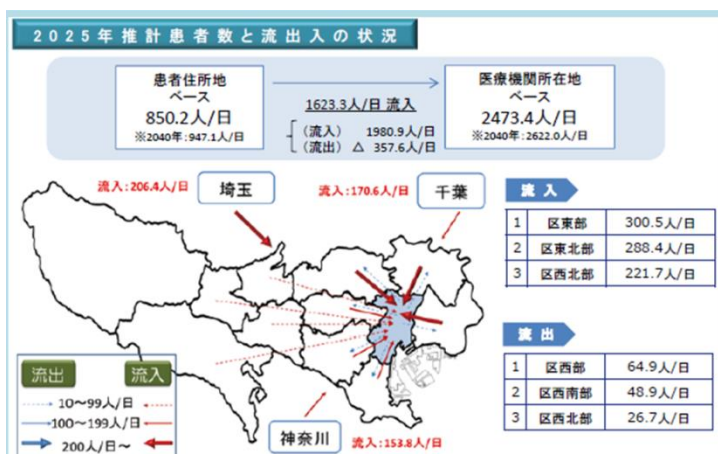 2025年推計患者数と流出入の状況
患者住所地
ベース
850.2人/日
※2040年:947.1人/日
1623.3人/日 流入
(流入) 1980.9人/日
(流出) △ 357.6人/日
医療機関所在地
ベース
2473.4人/日
※2040年:2622.0人/日
流入:206.4人/日
埼玉
流入:170.6人/日
千葉
流入
1 区東部 300.5人/日
2 区東北部 288.4人/日
3 区西北部 221.7人/日
流出
1 区西部 64.9人/日
2 区西南部 48.9人/日
3 区西北部 26.7人/日
流出 流入
10~99人/日
100~199人/日
200人/日~
神奈川
流入:153.8人/日